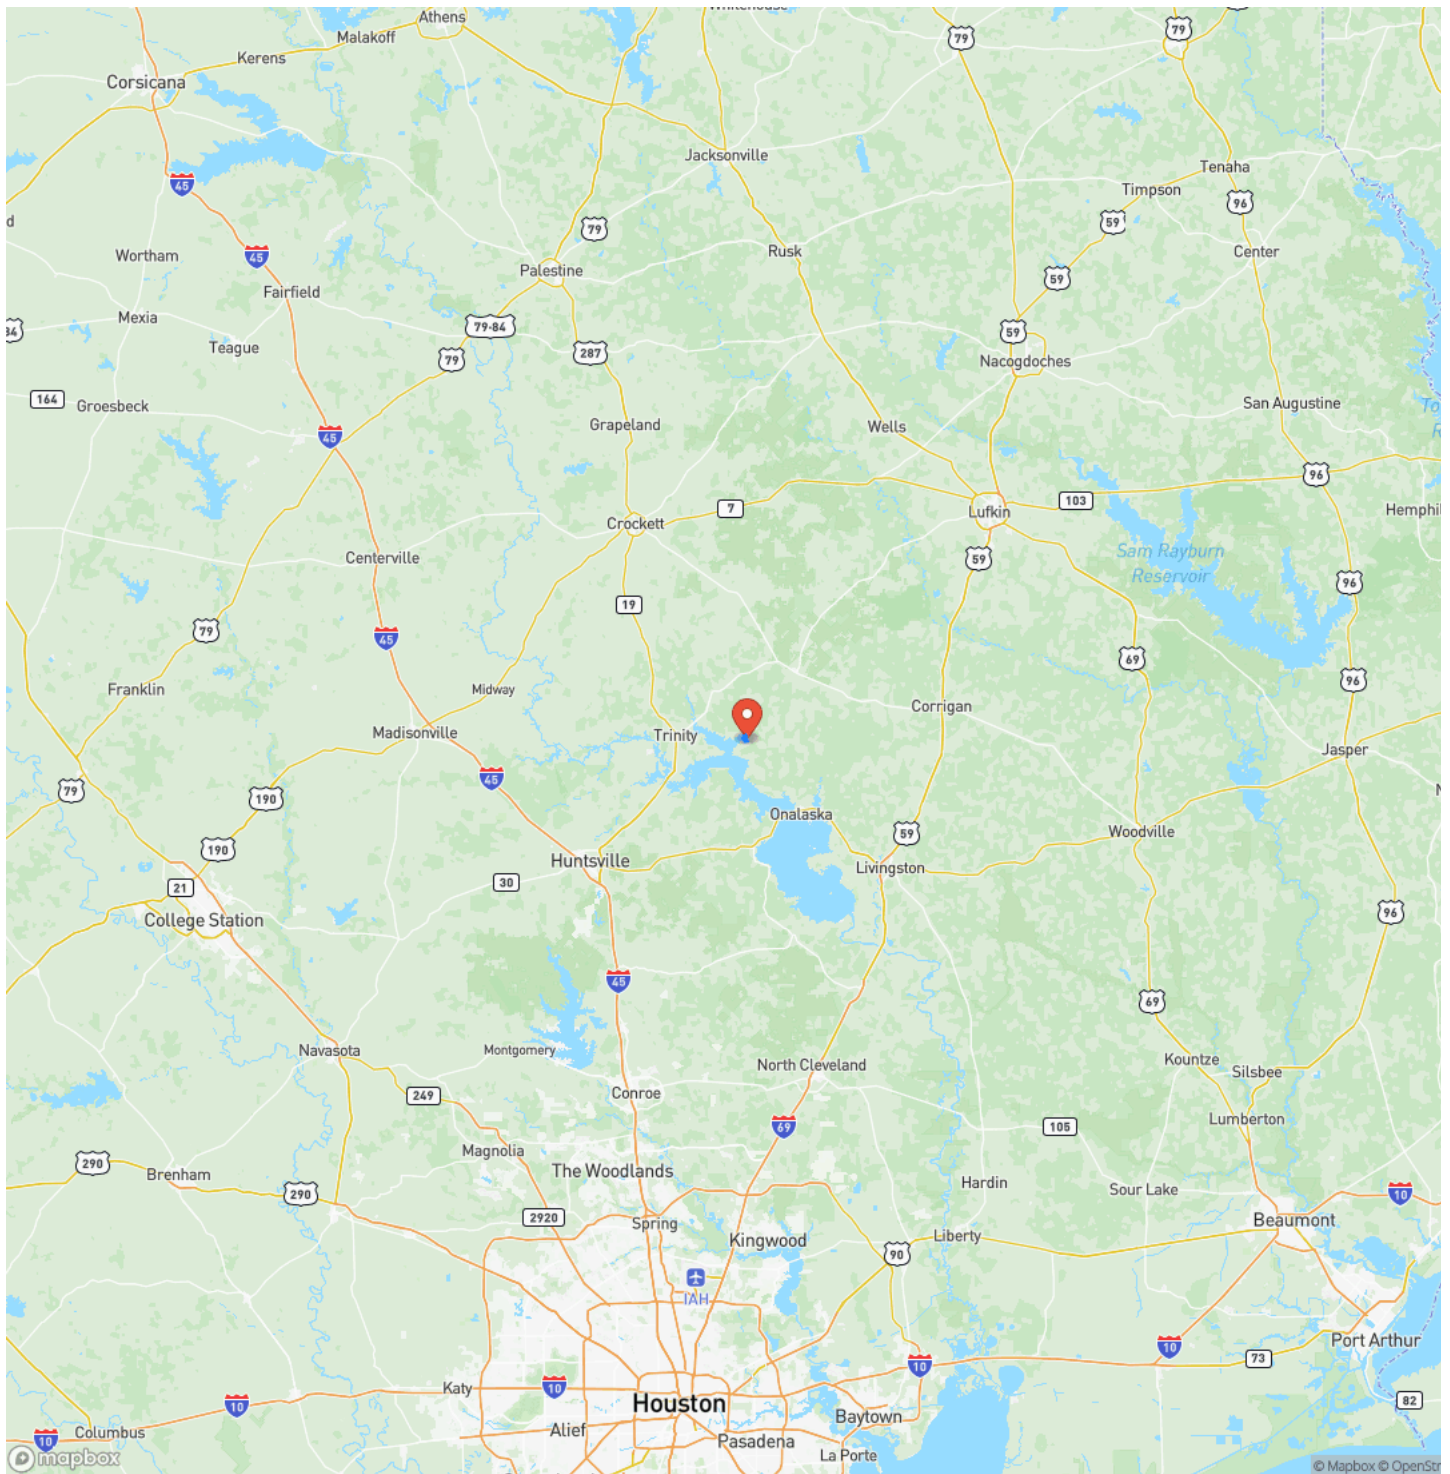 Whitehouse
Athens
79
79
Malakoff
Kerens
Corsicana
Jacksonville
Tenaha
45
Timpson
96
d
59
79
Wortham
45
Rusk
Center
Palestine
59
Fairfield
Mexia
84
79-84
59
Teague
287
79
Nacogdoches
164
Groesbeck
San Augustine
To
R
Grapeland
Wells
45
96
103
7
Lufkin
Hemphil
Crockett
Centerville
59
Sam Rayburn
Reservoir
96
19
79
45
69
96
Franklin
Midway
Corrigan
Madisonville
Trinity
Jasper
45
79
190
N
Onalaska
59
Woodville
190
Huntsville
Livingston
21
30
96
College Station
45
69
Navasota
Montgomery
North Cleveland
Kountze
Silsbee
249
Conroe
69
105
Lumberton
Magnolia
290
Brenham
The Woodlands
290
Hardin
Sour Lake
10
2920
Spring
Beaumont
Kingwood
Liberty
90
IAH
Port Arthur
10
73
10
Katy
10
10
82
Houston
Baytown
Columbus
Alief
10
Pasadena
La Porte
mapbox
© Mapbox © OpenStr